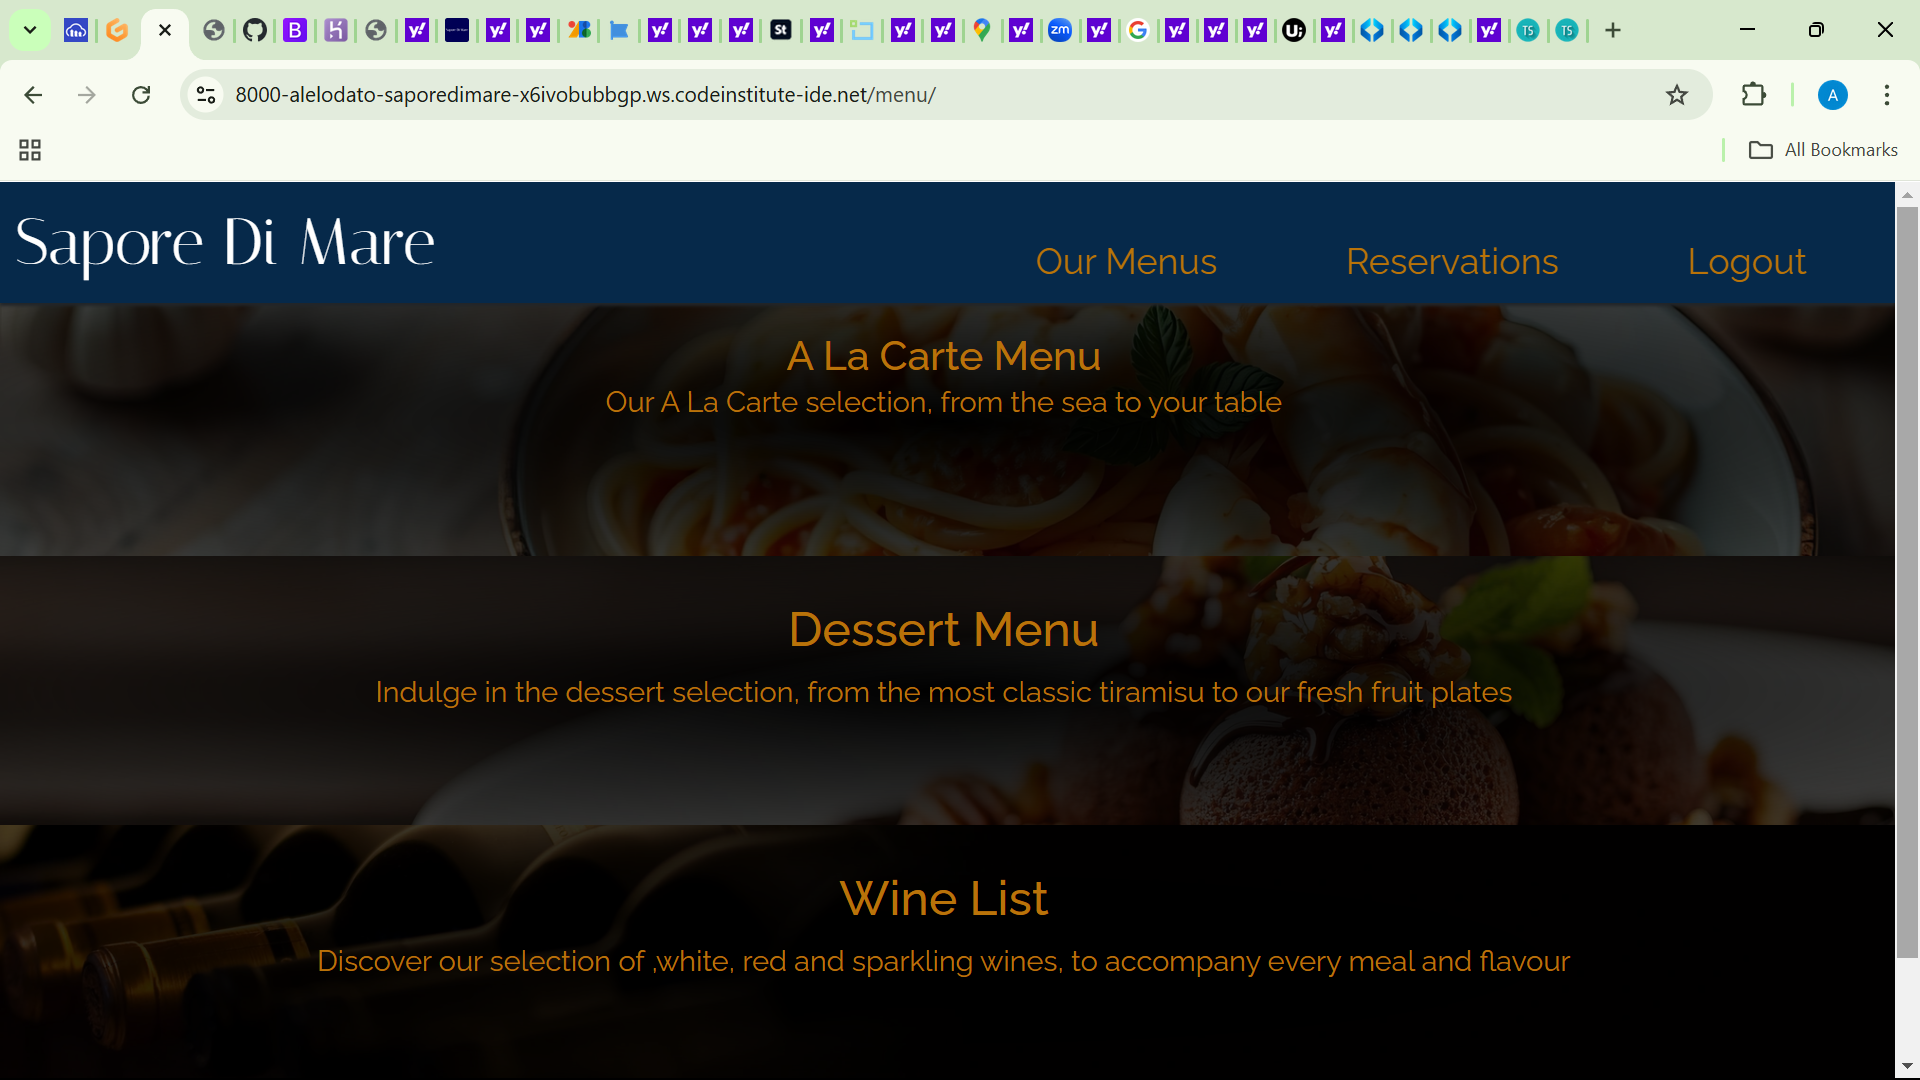 8000-alelodato-saporedimare-x6ivobubbgp.ws.codeinstitute-ide.net/menu/
A
All Bookmarks
Sapore Di Mare
Our Menus
Reservations
Logout
A La Carte Menu
Our A La Carte selection, from the sea to your table
Dessert Menu
Indulge in the dessert selection, from the most classic tiramisu to our fresh fruit plates
Wine List
Discover our selection of ,white, red and sparkling wines, to accompany every meal and flavour